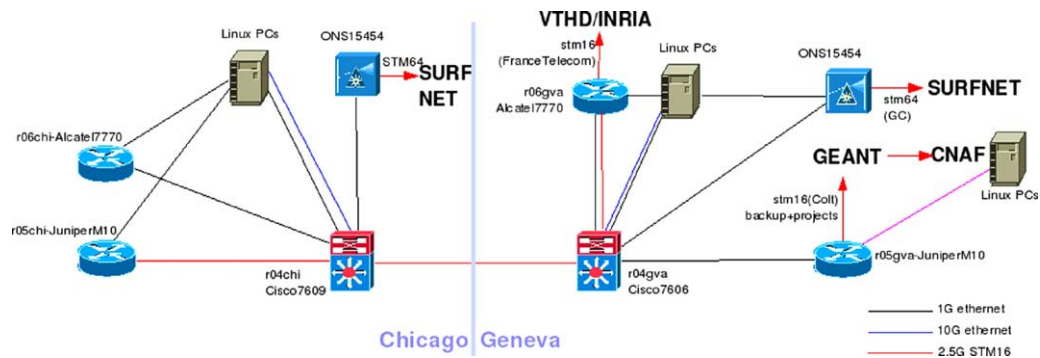 Linux PCs
ONS15454
STM64
SURF
NET
r06chi-Alcatel7770
r05chi-JuniperM10
r04chi
Cisco7609
Chicago
VTHD/INRIA
stm16
(FranceTelecom)
Linux PCs
ONS15454
r06gva
Alcatel7770
SURFNET
stm64
(GC)
GEANT
CNAF
stm16(Colt)
backup+projects
Linux PCs
r05gva-JuniperM10
r04gva
Cisco7606
Geneva
1G ethernet
10G ethernet
2.5G STM16